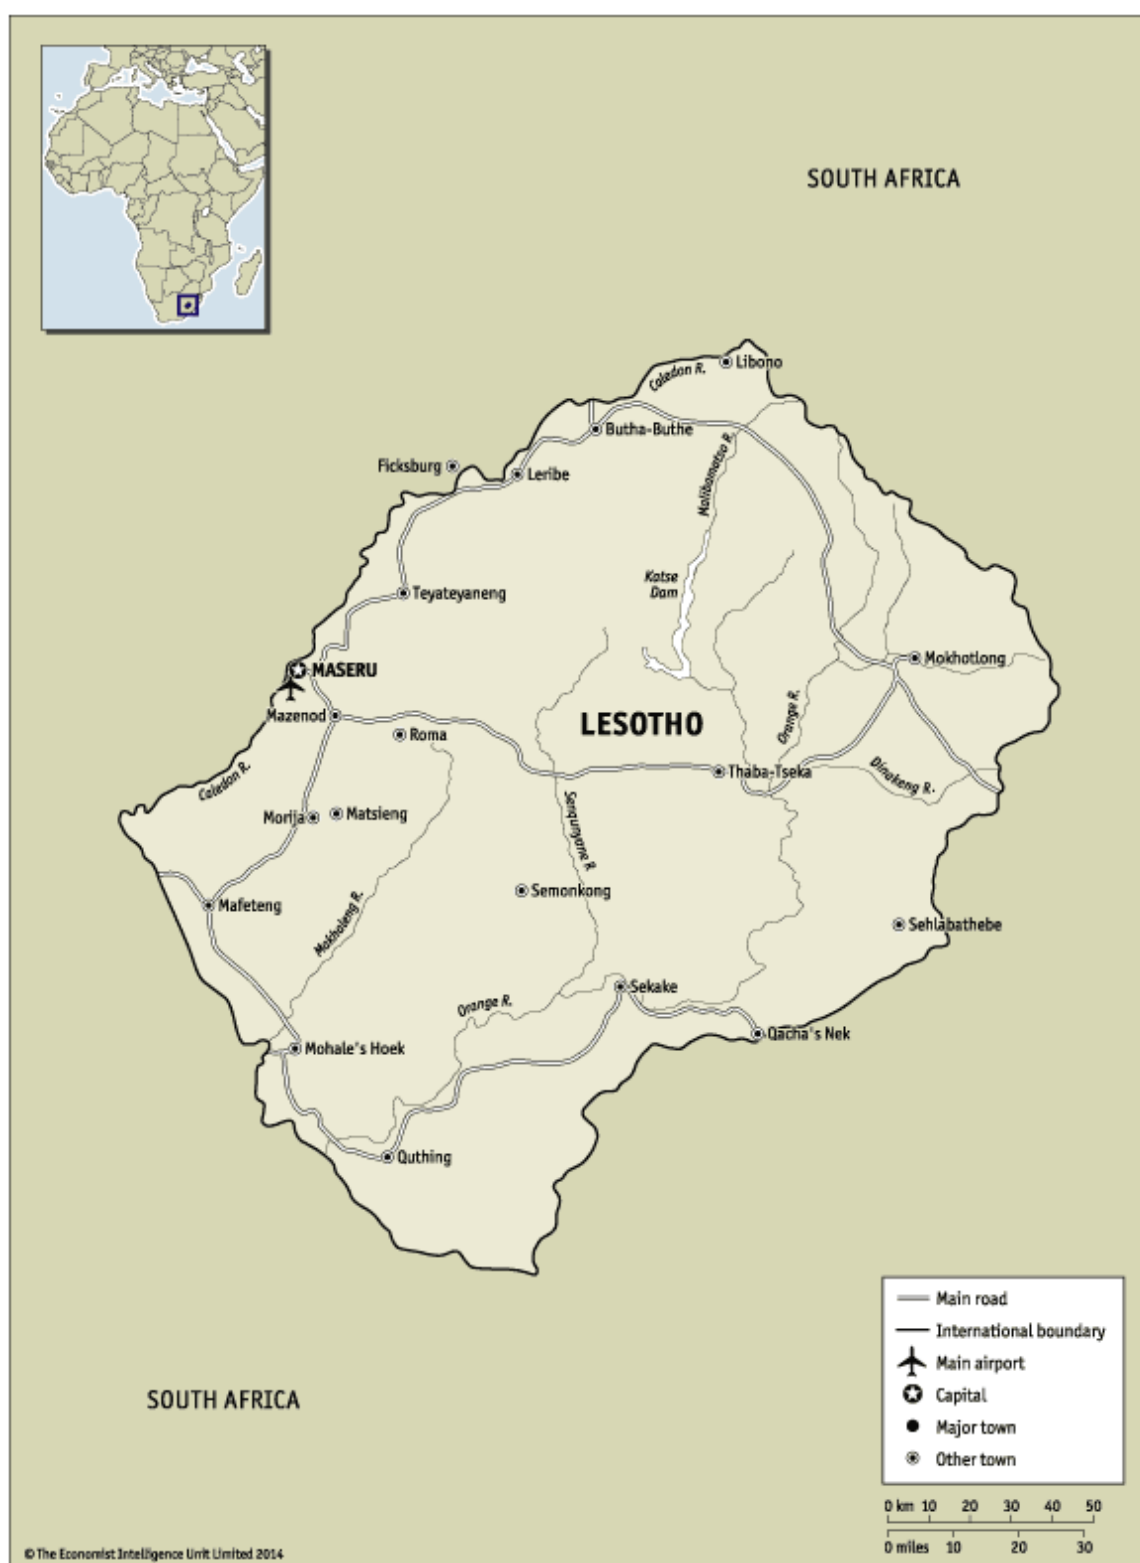 SOUTH AFRICA
Libono
Caledon R.
Butha-Buthe
Ficksburg
Leribe
Malibamatso R.
Katse
Dam
Teyateyaneng
Mokhotlong
MASERU
Orange R.
Mazenod
LESOTHO
Roma
Thaba-Tseka
Dinakeng R.
Caledon R.
Morija
Matsieng
Senqunyane R
Semonkong
Mafeteng
Makhaleng R.
Sehlabathebe
Sekake
Orange R.
Qacha's Nek
Mohale's Hoek
Quthing
SOUTH AFRICA
Main road
International boundary
Main airport
Capital
Major town
Other town
0 km 10 20 30 40 50
0 miles 10 20 30
© The Economist Intelligence Unit Limited 2014